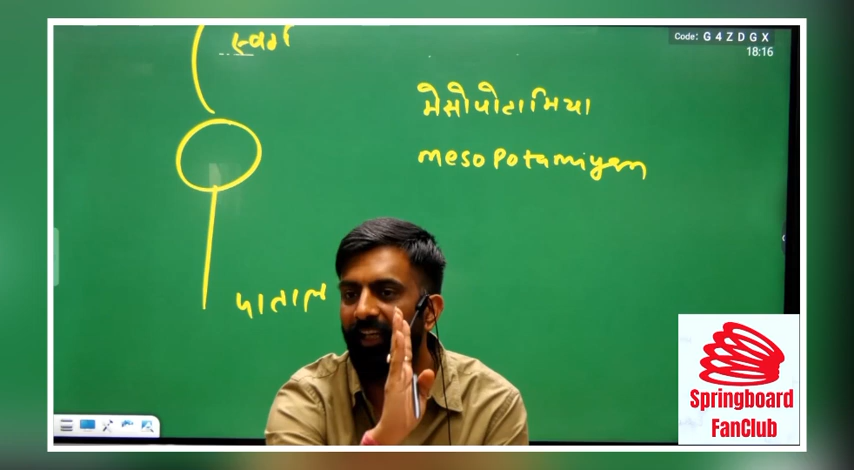 Code: G4ZDGX
18:16
સ્વર્ગ
મેસોપોટામિયા
mesopotamiyan
પાતાળ
Springboard
FanClub